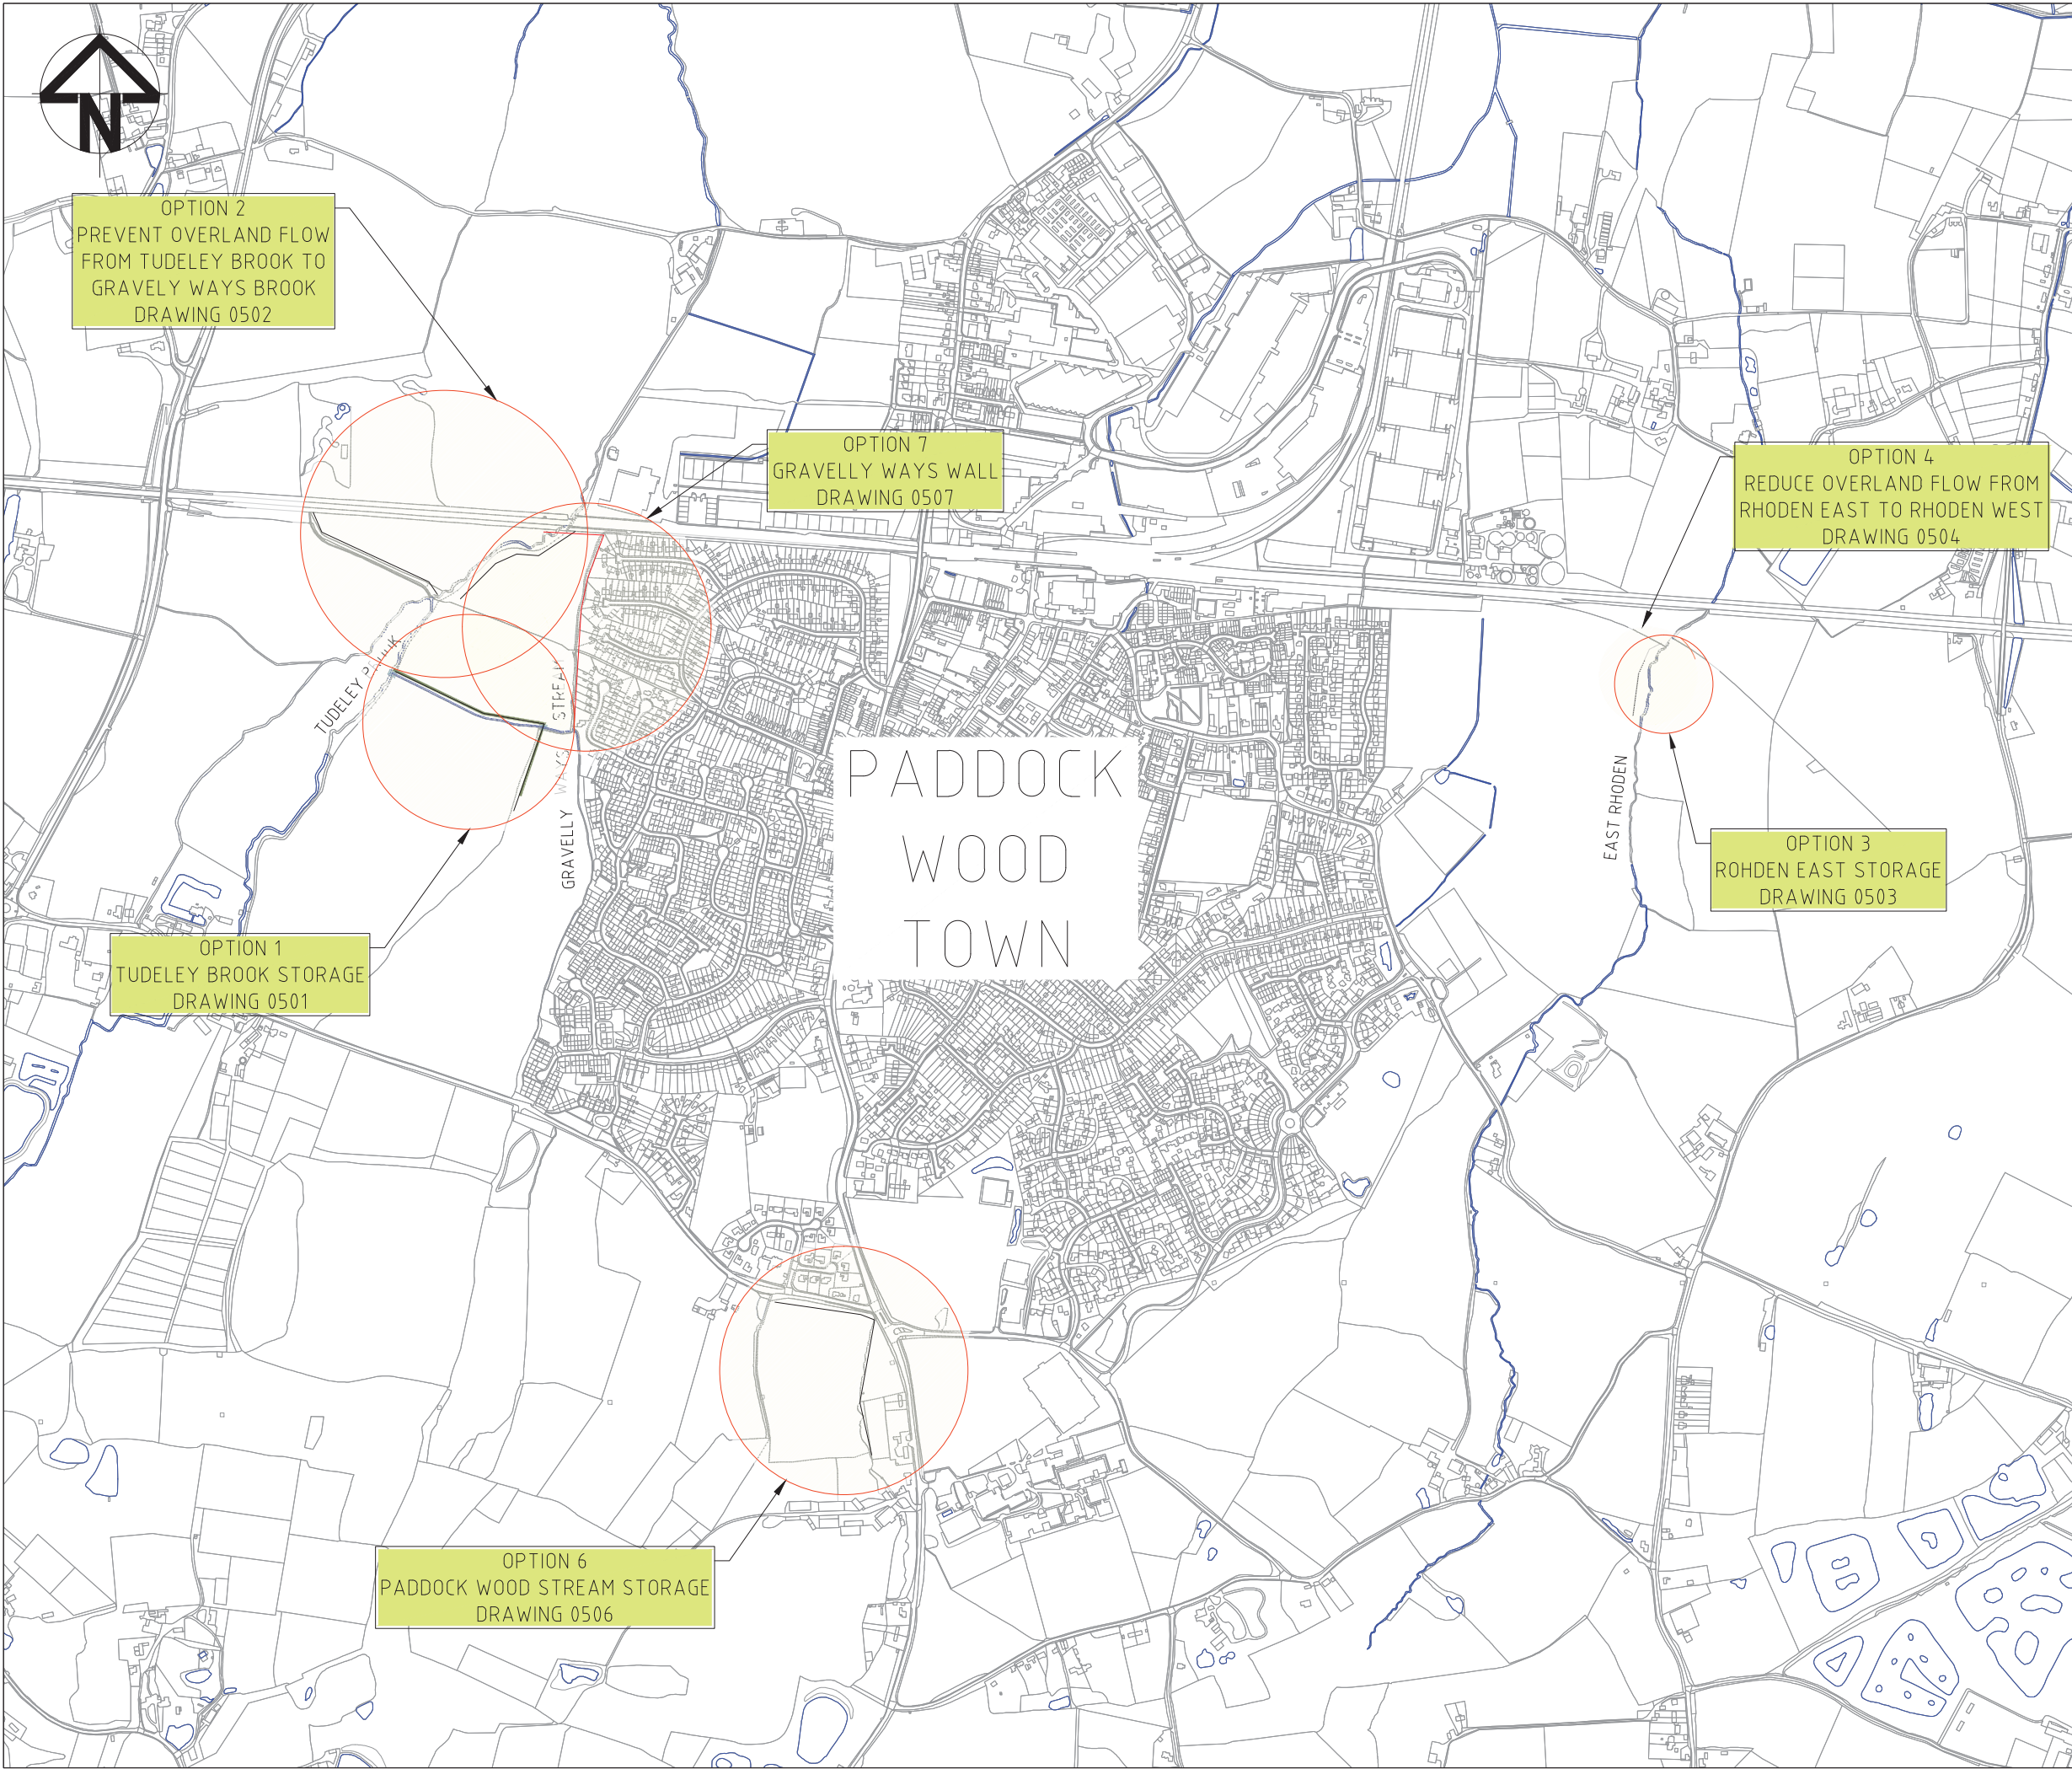 N
OPTION 2
PREVENT OVERLAND FLOW
FROM TUDELEY BROOK TO
GRAVELY WAYS BROOK
DRAWING 0502
OPTION 7
GRAVELLY WAYS WALL
DRAWING 0507
OPTION 4
REDUCE OVERLAND FLOW FROM
RHODEN EAST TO RHODEN WEST
DRAWING 0504
TUDELEY
GRAVELLY WAYS STREAM
PADDOCK
WOOD
TOWN
EAST RHODEN
OPTION 3
ROHDEN EAST STORAGE
DRAWING 0503
OPTION 1
TUDELEY BROOK STORAGE
DRAWING 0501
OPTION 6
PADDOCK WOOD STREAM STORAGE
DRAWING 0506